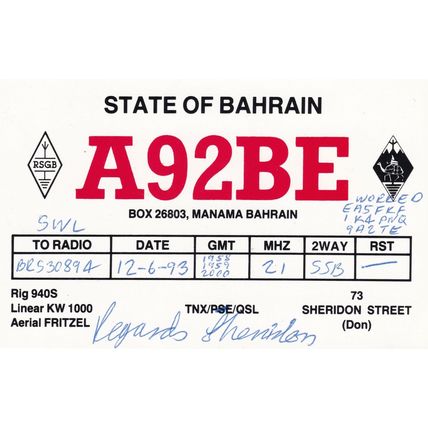 STATE OF BAHRAIN
RSGB
A92BE
BOX 26803, MANAMA BAHRAIN
WORKED
EA5FKF
IK4PNQ
9A2TE
SWL
TO RADIO DATE GMT MHZ 2WAY RST
BRS30894 12-6-93 1955 1959 2000 21 SSB —
Rig 940S
Linear KW 1000
Aerial FRITZEL
TNX/PSE/QSL
73
SHERIDON STREET
(Don)
Regards Sheridon